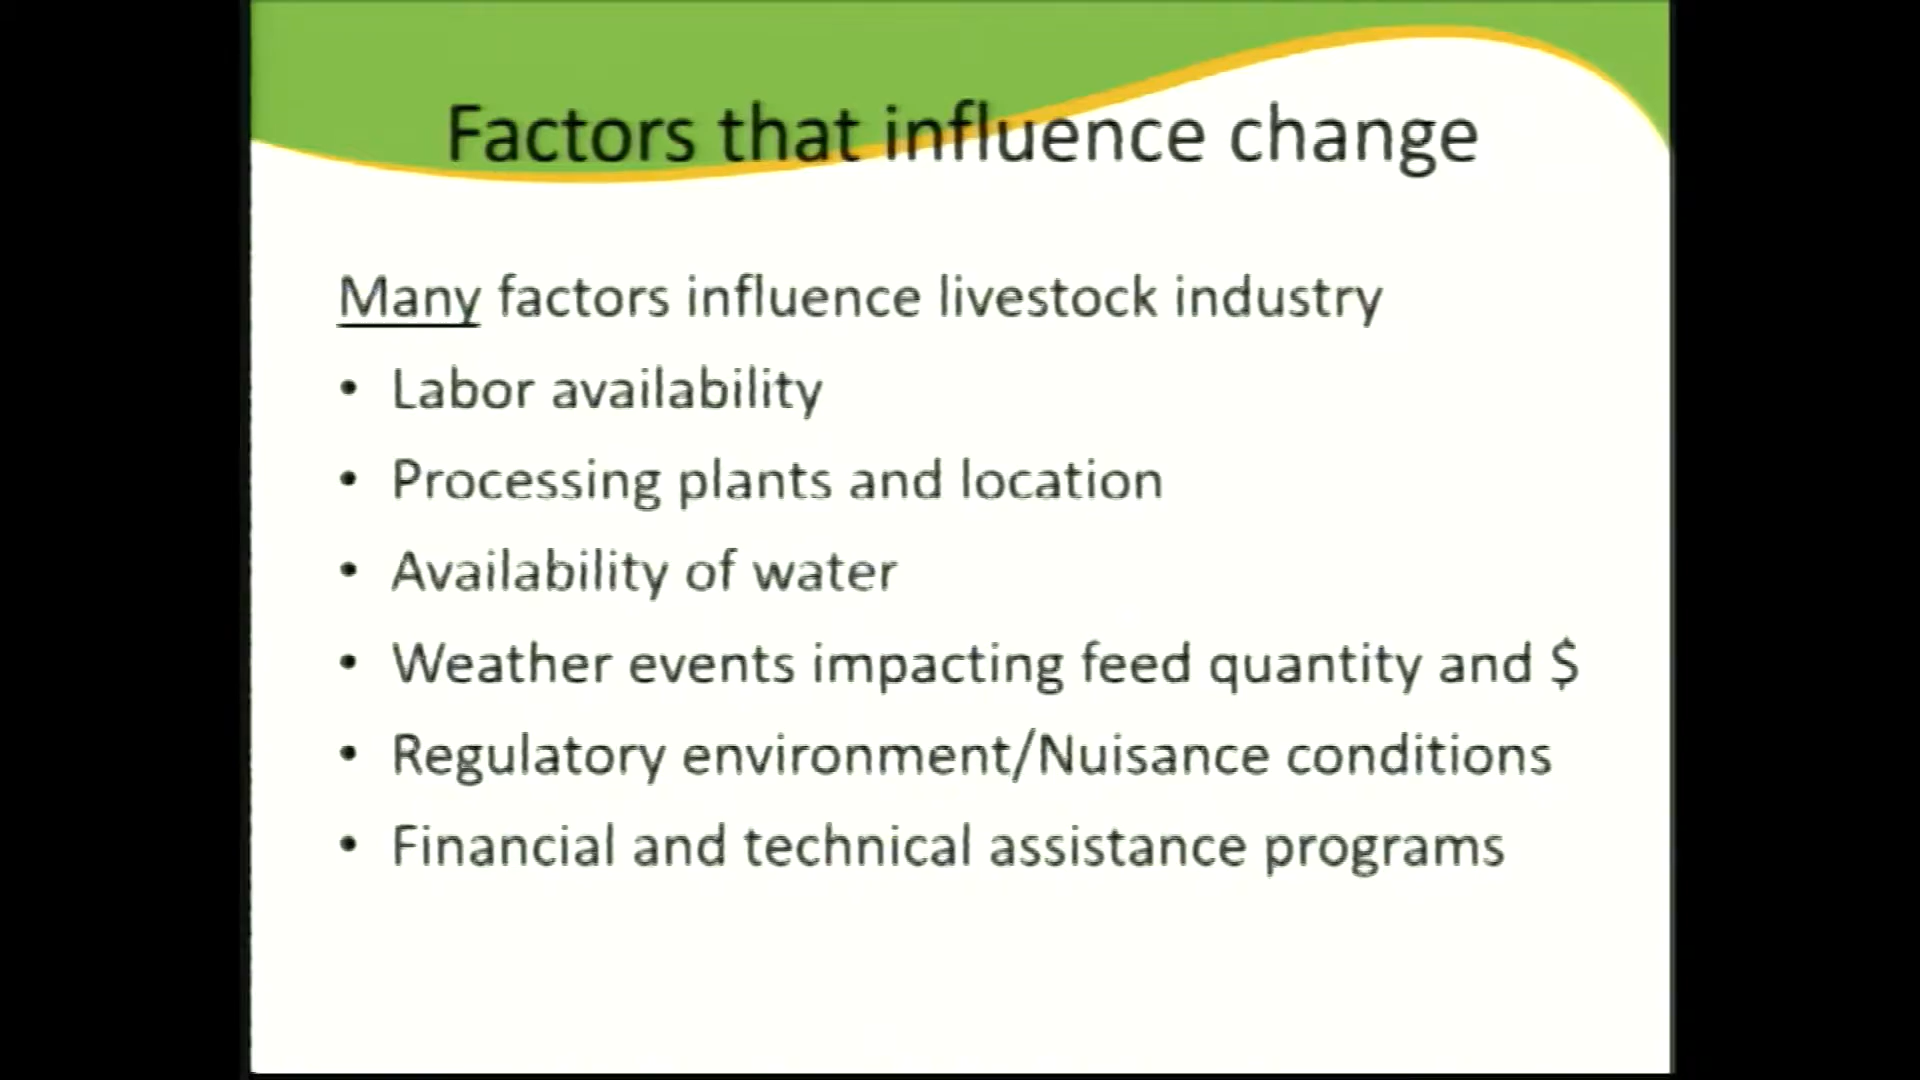 Factors that influence change
Many factors influence livestock industry
• Labor availability
• Processing plants and location
• Availability of water
• Weather events impacting feed quantity and $
• Regulatory environment/Nuisance conditions
• Financial and technical assistance programs